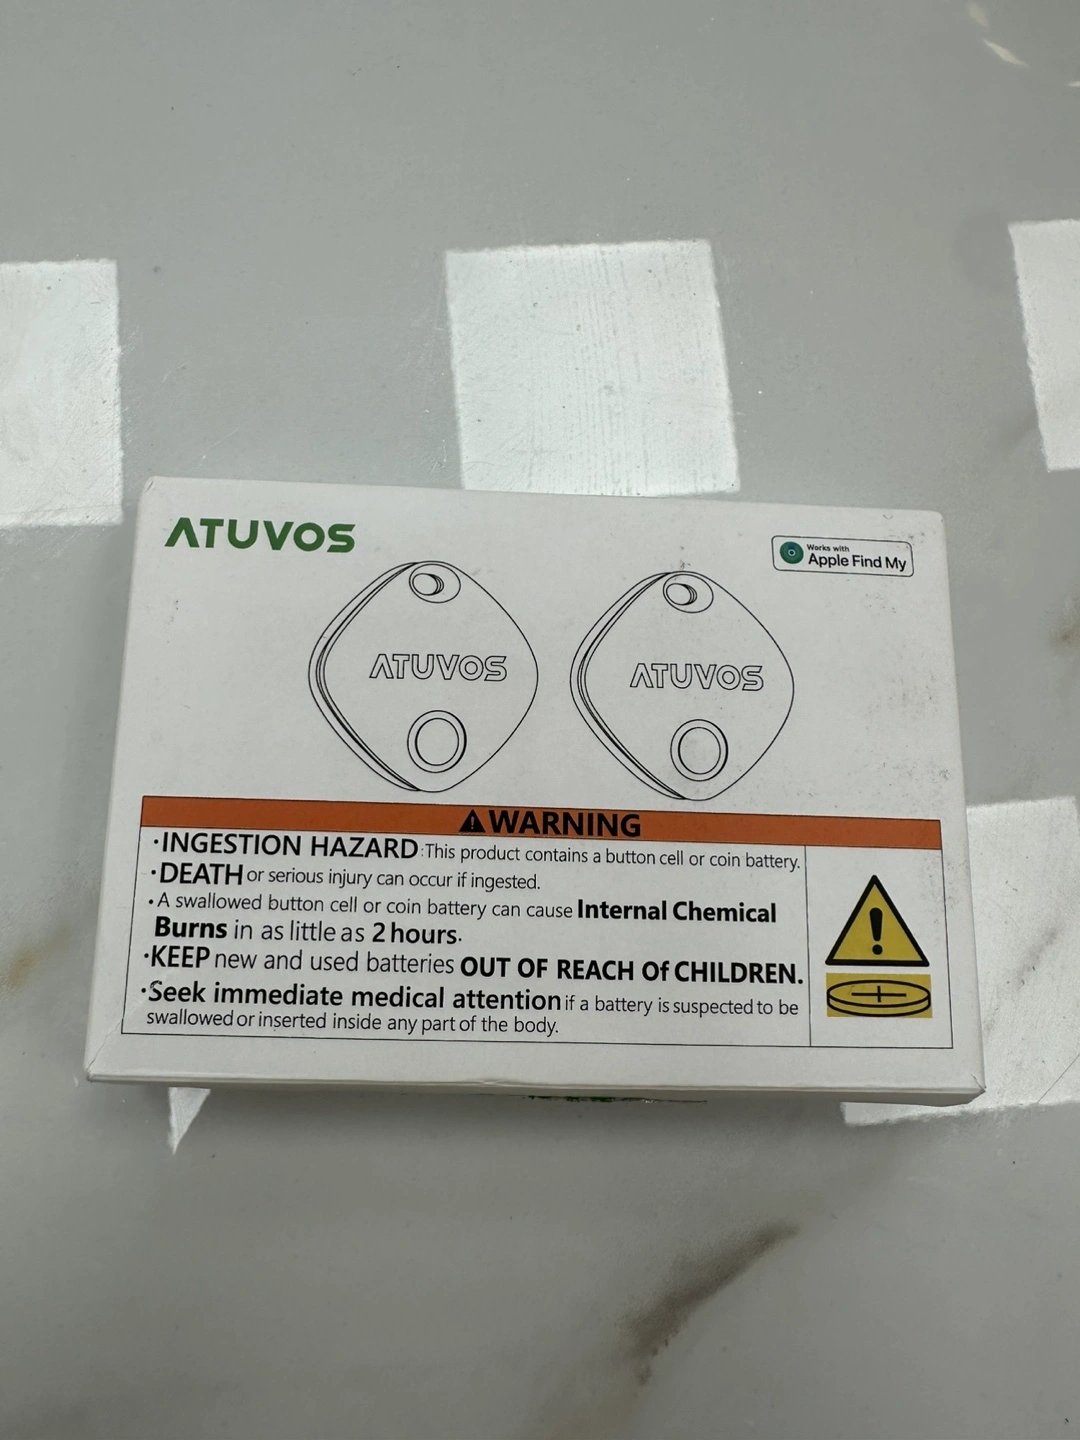 ATUVOS
Works with
Apple Find My
ATUVOS
ATUVOS
WARNING
·INGESTION HAZARD:This product contains a button cell or coin battery.
·DEATH or serious injury can occur if ingested.
·A swallowed button cell or coin battery can cause Internal Chemical
Burns in as little as 2 hours.
·KEEP new and used batteries OUT OF REACH Of CHILDREN.
·Seek immediate medical attention if a battery is suspected to be
swallowed or inserted inside any part of the body.